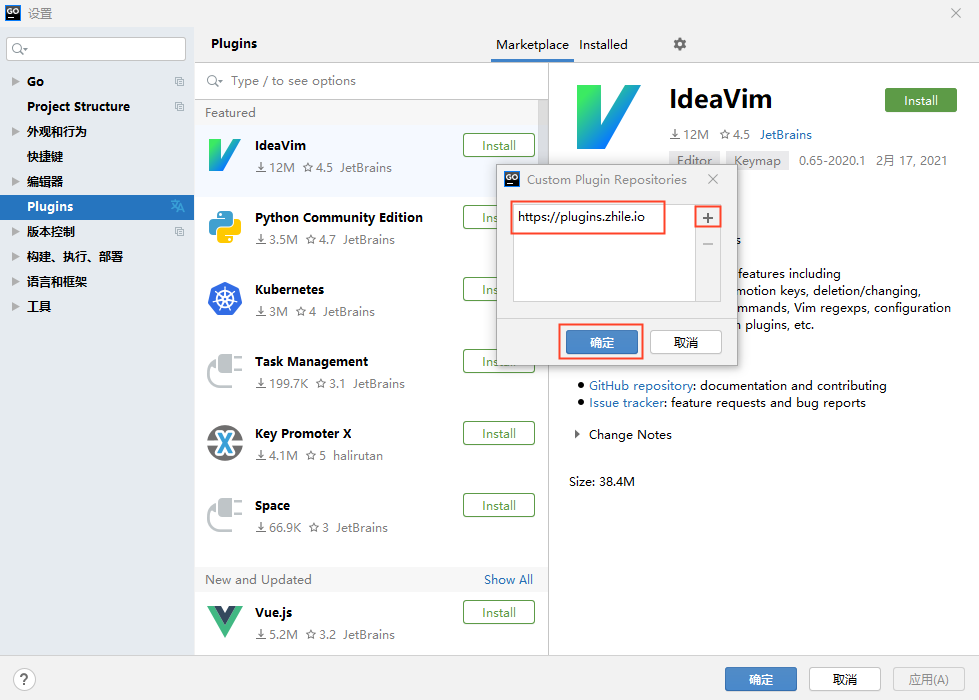 GO 设置
Plugins
Marketplace Installed
Type / to see options
Go
Project Structure
外观和行为
快捷键
编辑器
Plugins
版本控制
构建、执行、部署
语言和框架
工具
Featured
IdeaVim
12M 4.5 JetBrains
Install
Python Community Edition
3.5M 4.7 JetBrains
Kubernetes
3M 4 JetBrains
Task Management
199.7K 3.1 JetBrains
Key Promoter X
4.1M 5 halirutan
Install
Space
66.9K 3 JetBrains
Install
New and Updated Show All
Vue.js
5.2M 3.2 JetBrains
Install
IdeaVim
Install
12M 4.5 JetBrains
Editor Keymap 0.65-2020.1 2月 17, 2021
GO Custom Plugin Repositories
https://plugins.zhile.io
确定 取消
features including
motion keys, deletion/changing,
Vim regexps, configuration
plugins, etc.
GitHub repository: documentation and contributing
Issue tracker: feature requests and bug reports
Change Notes
Size: 38.4M
?
确定 取消 应用(A)